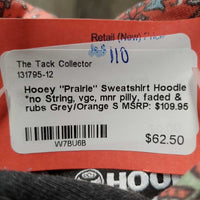 Retail (New) Price
110
The Tack Collector
131795-12
Hooey "Prairie" Sweatshirt Hoodie
*no String, vgc, mnr pilly, faded &
rubs Grey/Orange S MSRP: $109.95
$62.50
W7BU6B
HOO